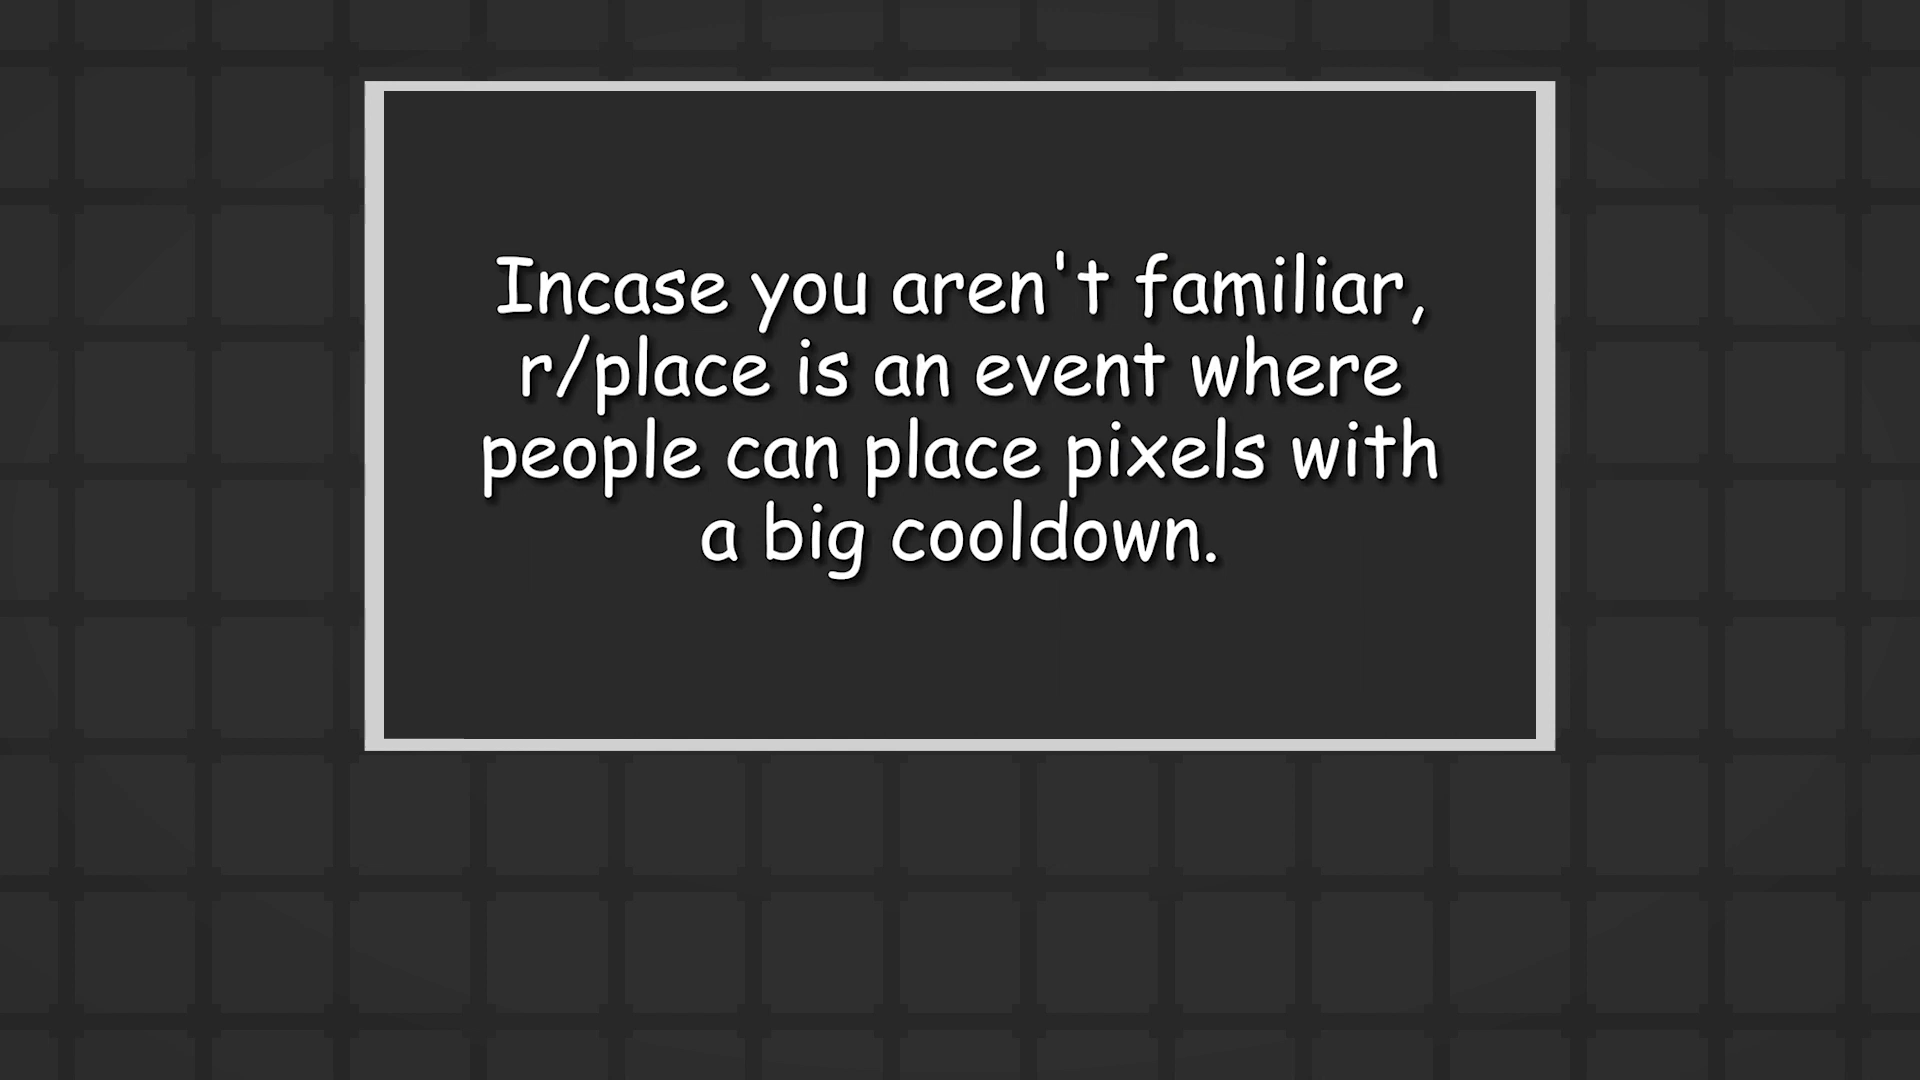 Incase you aren't familiar,
r/place is an event where
people can place pixels with
a big cooldown.